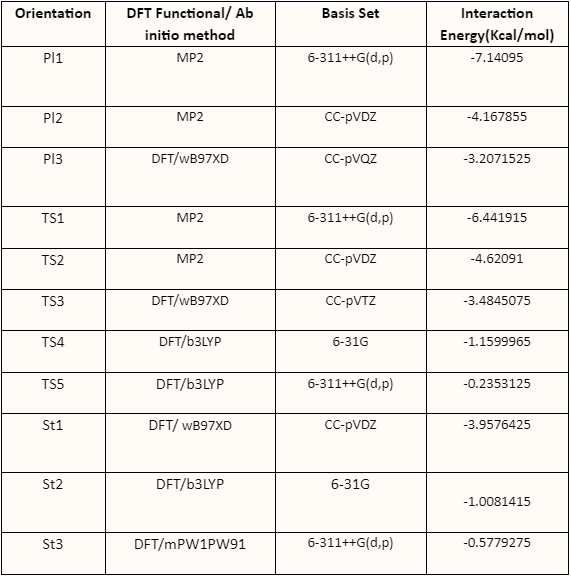 Orientation DFT Functional/ Ab initio method Basis Set Interaction Energy(Kcal/mol)
Pl1 MP2 6-311++G(d,p) -7.14095
Pl2 MP2 CC-pVDZ -4.167855
Pl3 DFT/wB97XD CC-pVQZ -3.2071525
TS1 MP2 6-311++G(d,p) -6.441915
TS2 MP2 CC-pVDZ -4.62091
TS3 DFT/wB97XD CC-pVTZ -3.4845075
TS4 DFT/b3LYP 6-31G -1.1599965
TS5 DFT/b3LYP 6-311++G(d,p) -0.2353125
St1 DFT/ wB97XD CC-pVDZ -3.9576425
St2 DFT/b3LYP 6-31G -1.0081415
St3 DFT/mPW1PW91 6-311++G(d,p) -0.5779275